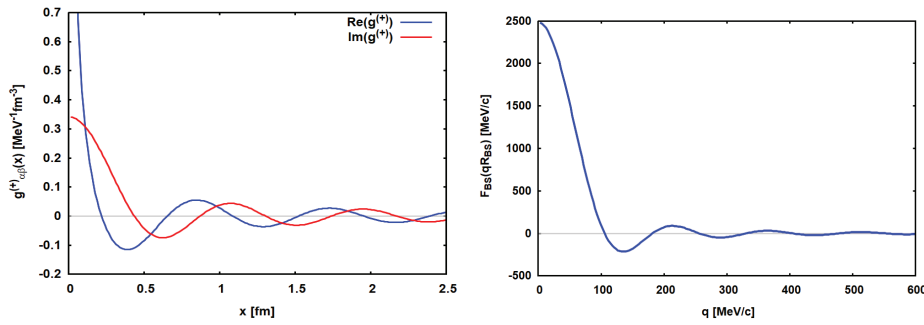 g⁽⁺⁾αβ(x) [MeV⁻¹fm⁻³]
0.7
0.6
0.5
0.4
0.3
0.2
0.1
0
-0.1
-0.2
Re(g⁽⁺⁾)
Im(g⁽⁺⁾)
0 0.5 1 1.5 2 2.5
x [fm]
F_BS(qR_BS) [MeV/c]
2500
2000
1500
1000
500
0
-500
0 100 200 300 400 500 600
q [MeV/c]